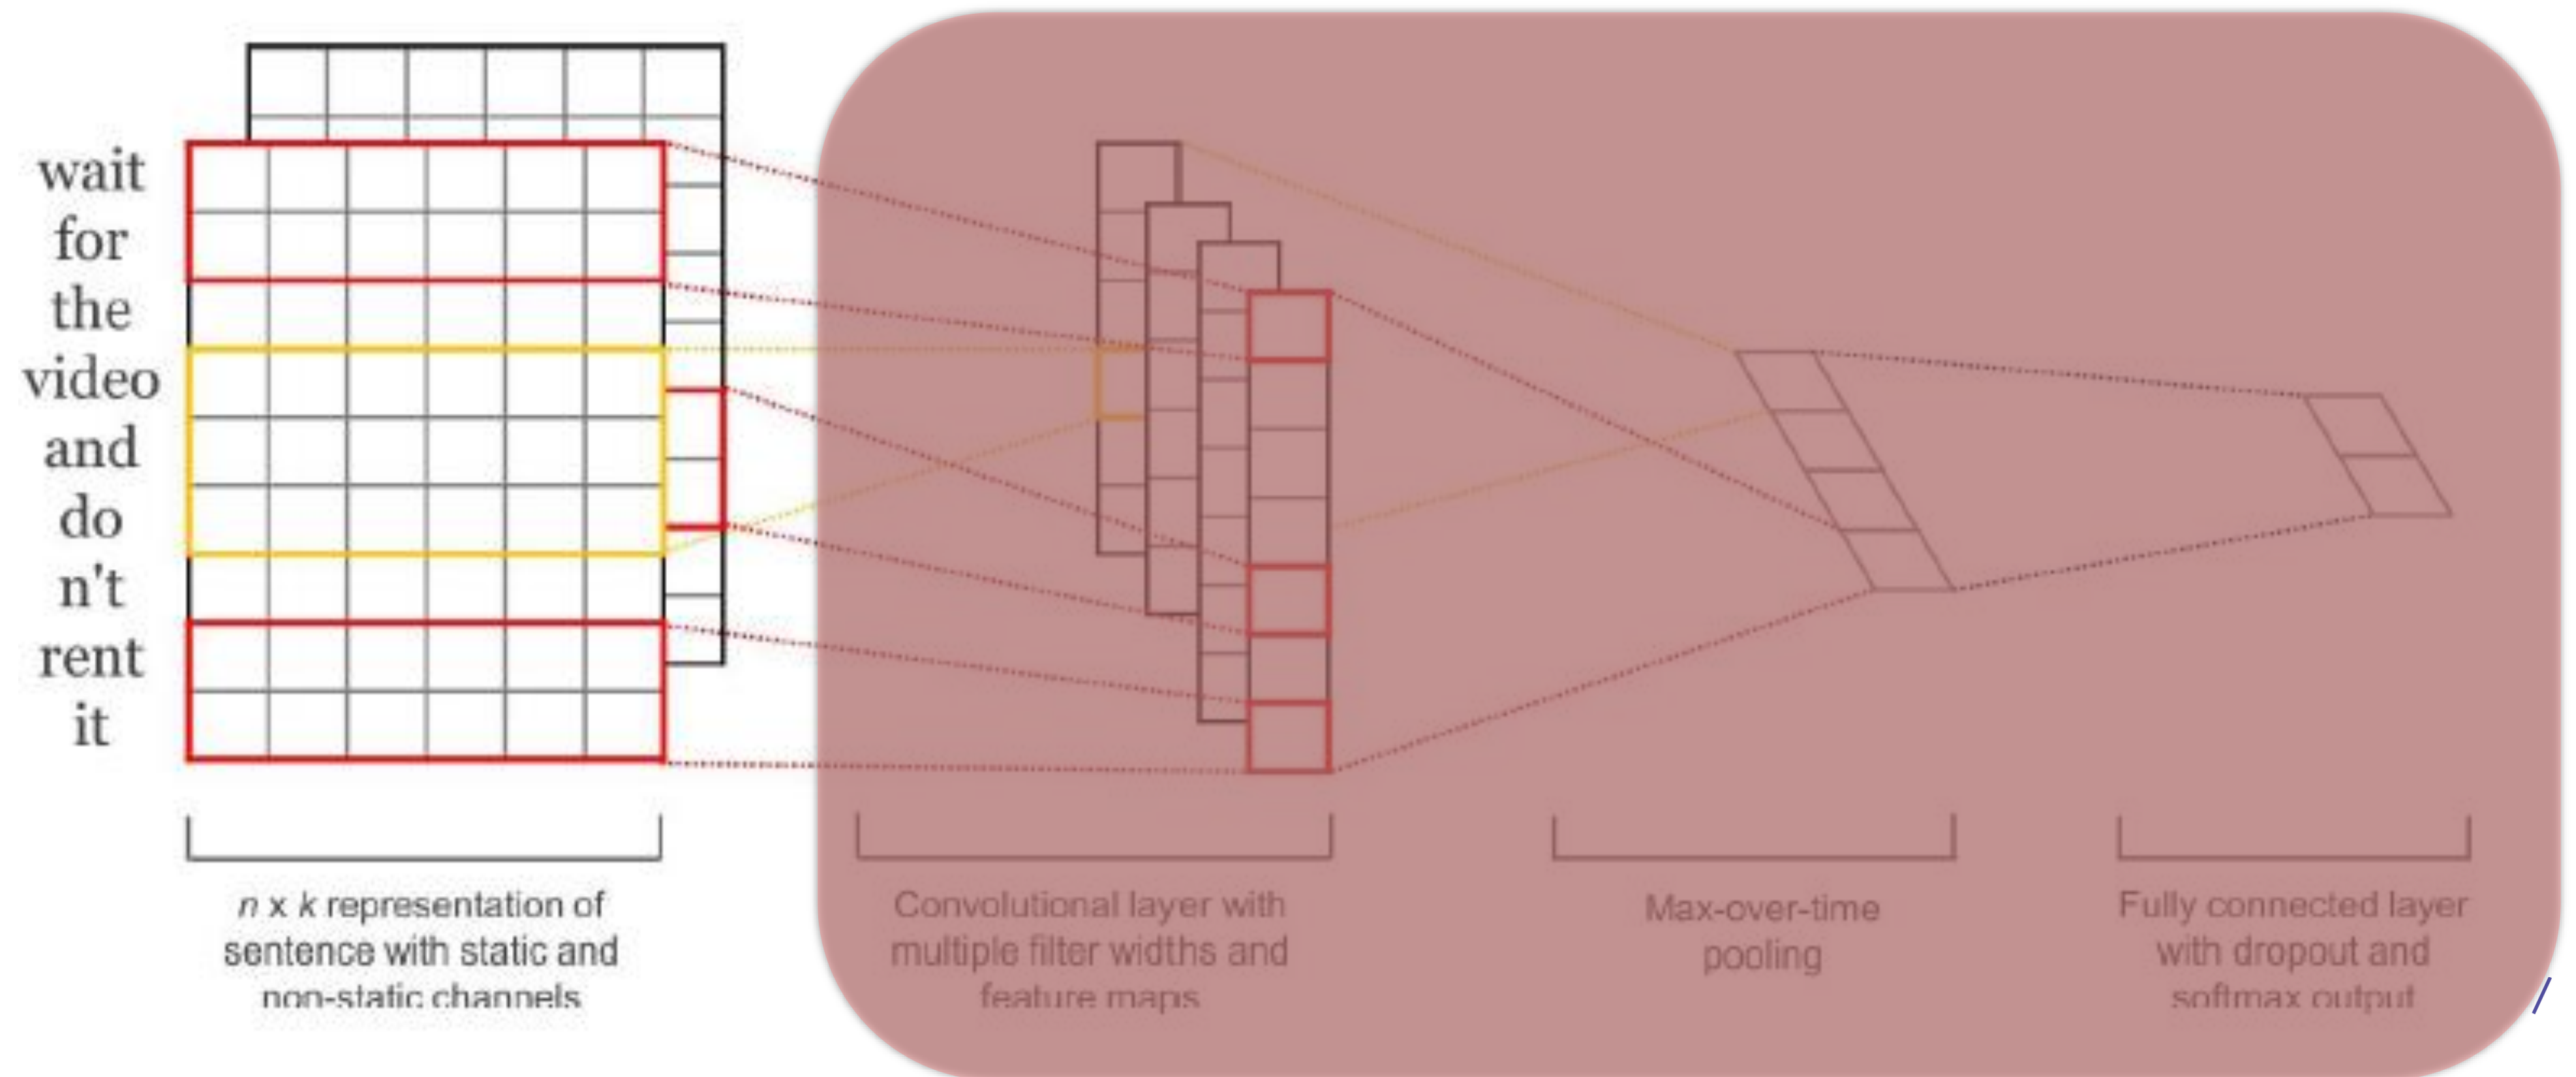 wait
for
the
video
and
do
n't
rent
it
n x k representation of
sentence with static and
non-static channels
Convolutional layer with
multiple filter widths and
feature maps
Max-over-time
pooling
Fully connected layer
with dropout and
softmax output